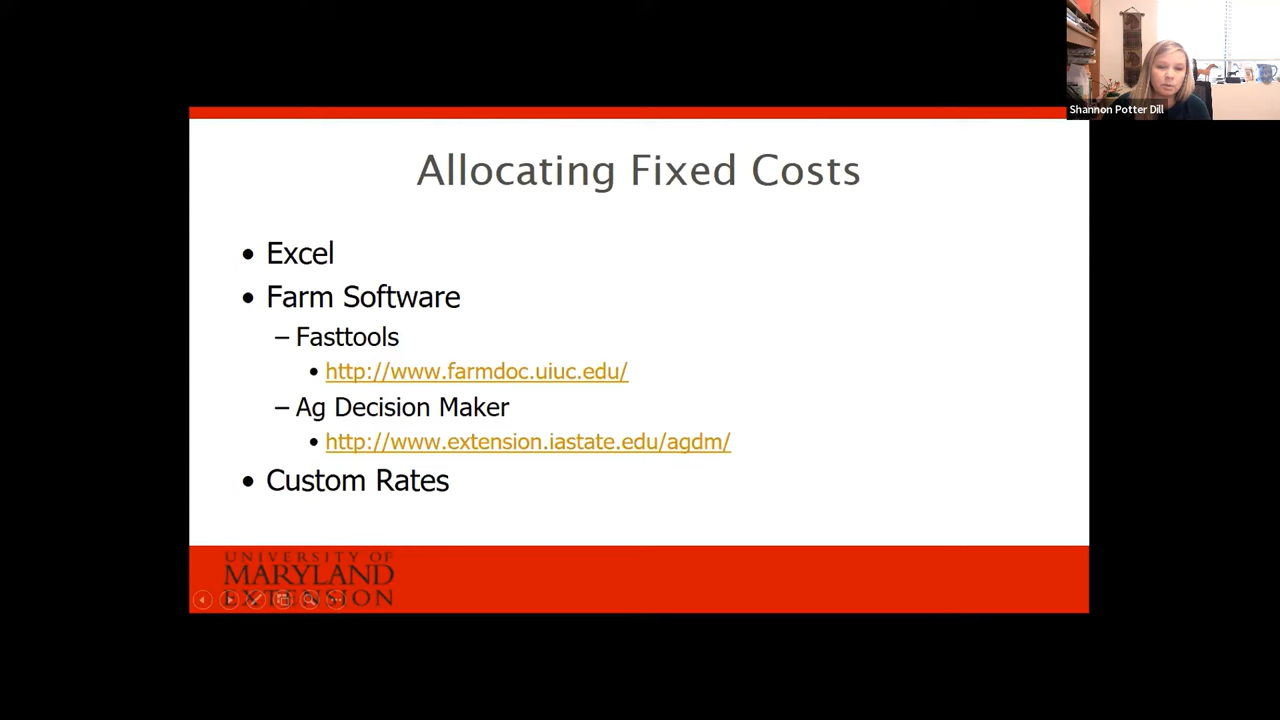 Shannon Potter Dill
Allocating Fixed Costs
• Excel
• Farm Software
– Fasttools
• http://www.farmdoc.uiuc.edu/
– Ag Decision Maker
• http://www.extension.iastate.edu/agdm/
• Custom Rates
UNIVERSITY OF
MARYLAND
EXTENSION